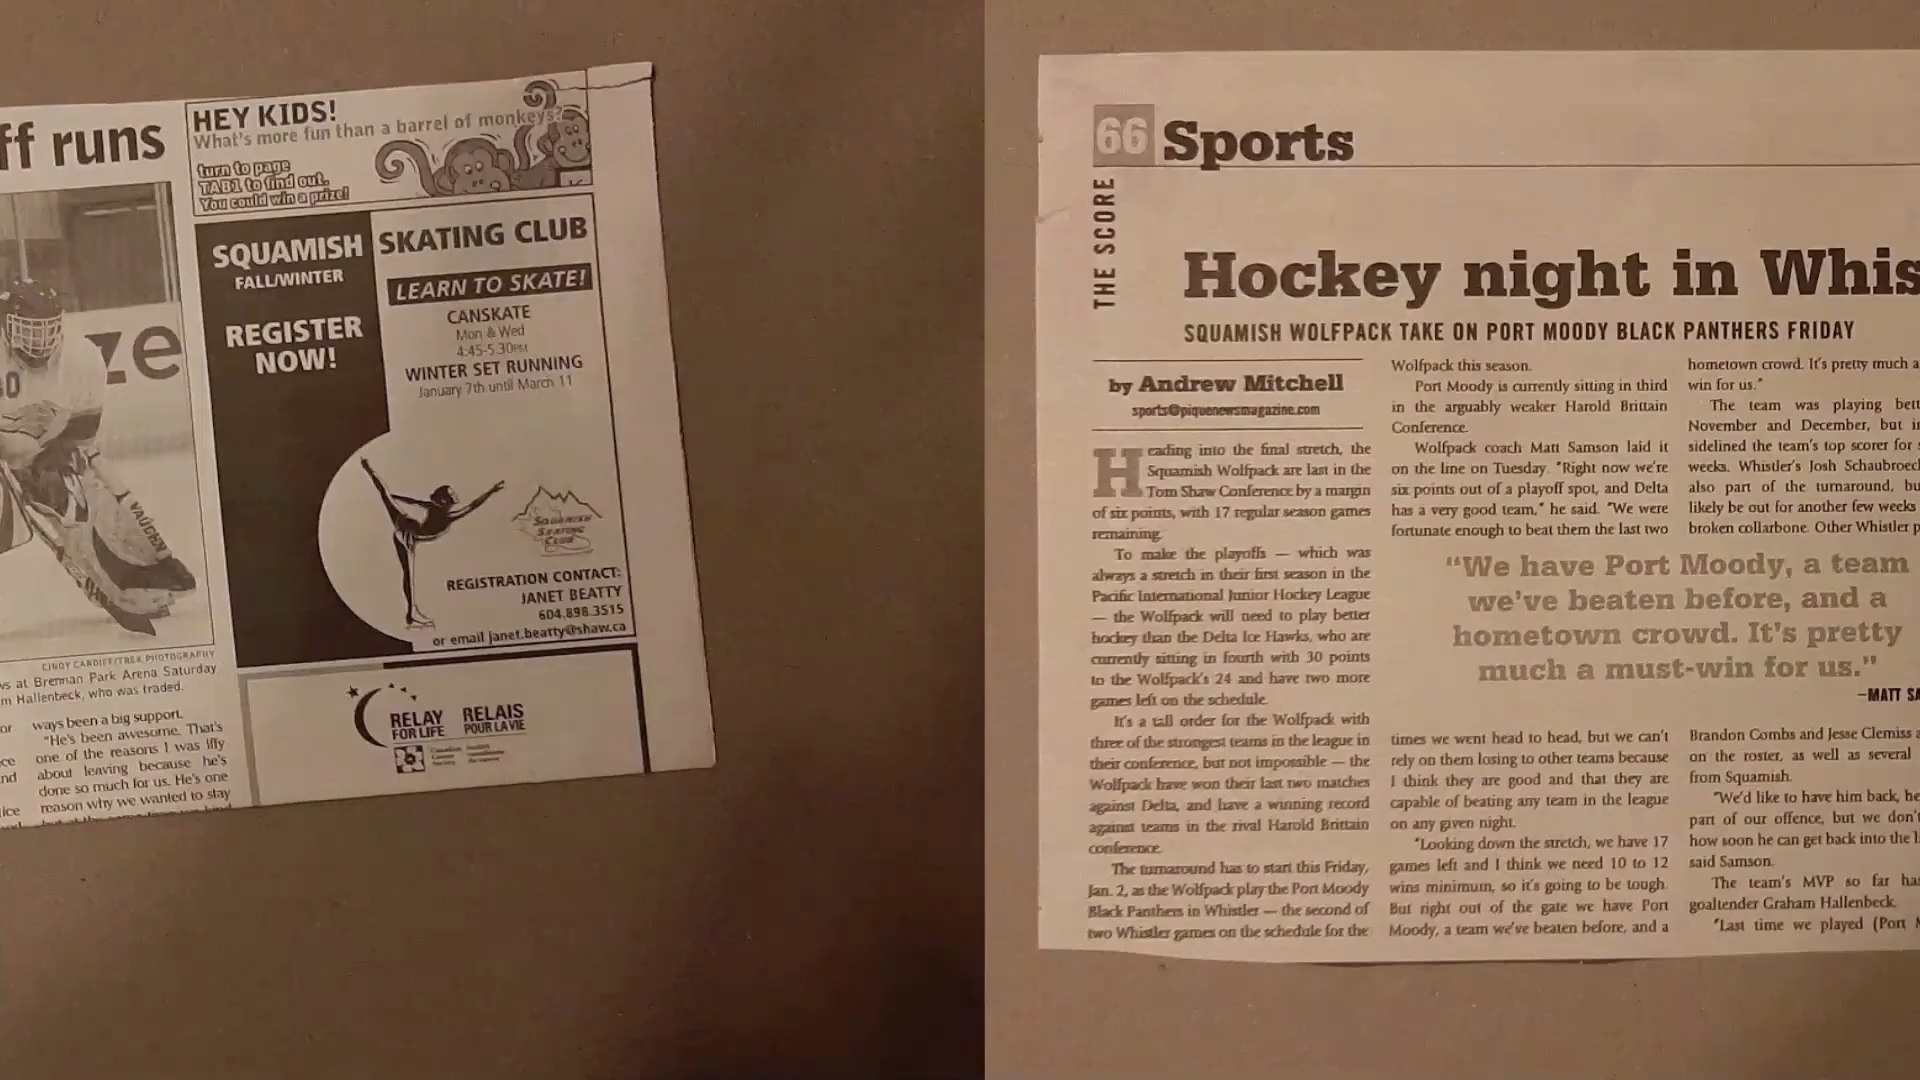 ff runs
HEY KIDS!
What's more fun than a barrel of monkeys?
turn to page
TAB1 to find out.
You could win a prize!
SQUAMISH SKATING CLUB
FALL/WINTER
REGISTER
NOW!
LEARN TO SKATE!
CANSKATE
Mon & Wed
4:45-5:30PM
WINTER SET RUNNING
January 7th until March 11
ze
VAUGHN
SQUAMISH
SKATING
CLUB
REGISTRATION CONTACT:
JANET BEATTY
604.898.3515
or email janet.beatty@shaw.ca
CINDY CARDIFF/TREK PHOTOGRAPHY
ws at Brennan Park Arena Saturday
m Hallenbeck, who was traded.
or
ce
nd
ice
ways been a big support.
"He's been awesome. That's
one of the reasons I was iffy
about leaving because he's
done so much for us. He's one
reason why we wanted to stay
RELAY
FOR LIFE
RELAIS
POUR LA VIE
66 Sports
THE SCORE
Hockey night in Whis
SQUAMISH WOLFPACK TAKE ON PORT MOODY BLACK PANTHERS FRIDAY
by Andrew Mitchell
sports@piquenewsmagazine.com
Heading into the final stretch, the
Squamish Wolfpack are last in the
Tom Shaw Conference by a margin
of six points, with 17 regular season games
remaining.
To make the playoffs — which was
always a stretch in their first season in the
Pacific International Junior Hockey League
— the Wolfpack will need to play better
hockey than the Delta Ice Hawks, who are
currently sitting in fourth with 30 points
to the Wolfpack's 24 and have two more
games left on the schedule.
It's a tall order for the Wolfpack with
three of the strongest teams in the league in
their conference, but not impossible — the
Wolfpack have won their last two matches
against Delta, and have a winning record
against teams in the rival Harold Brittain
conference.
The turnaround has to start this Friday,
Jan. 2, as the Wolfpack play the Port Moody
Black Panthers in Whistler — the second of
two Whistler games on the schedule for the
Wolfpack this season.
Port Moody is currently sitting in third
in the arguably weaker Harold Brittain
Conference.
Wolfpack coach Matt Samson laid it
on the line on Tuesday. "Right now we're
six points out of a playoff spot, and Delta
has a very good team," he said. "We were
fortunate enough to beat them the last two
times we went head to head, but we can't
rely on them losing to other teams because
I think they are good and that they are
capable of beating any team in the league
on any given night.
"Looking down the stretch, we have 17
games left and I think we need 10 to 12
wins minimum, so it's going to be tough.
But right out of the gate we have Port
Moody, a team we've beaten before, and a
hometown crowd. It's pretty much a
win for us."
The team was playing bett
November and December, but i
sidelined the team's top scorer for
weeks. Whistler's Josh Schaubroec
also part of the turnaround, bu
likely be out for another few weeks
broken collarbone. Other Whistler p
"We have Port Moody, a team
we've beaten before, and a
hometown crowd. It's pretty
much a must-win for us."
–MATT SA
Brandon Combs and Jesse Clemiss a
on the roster, as well as several
from Squamish.
"We'd like to have him back, he
part of our offence, but we don't
how soon he can get back into the l
said Samson.
The team's MVP so far has
goaltender Graham Hallenbeck.
"Last time we played (Port M